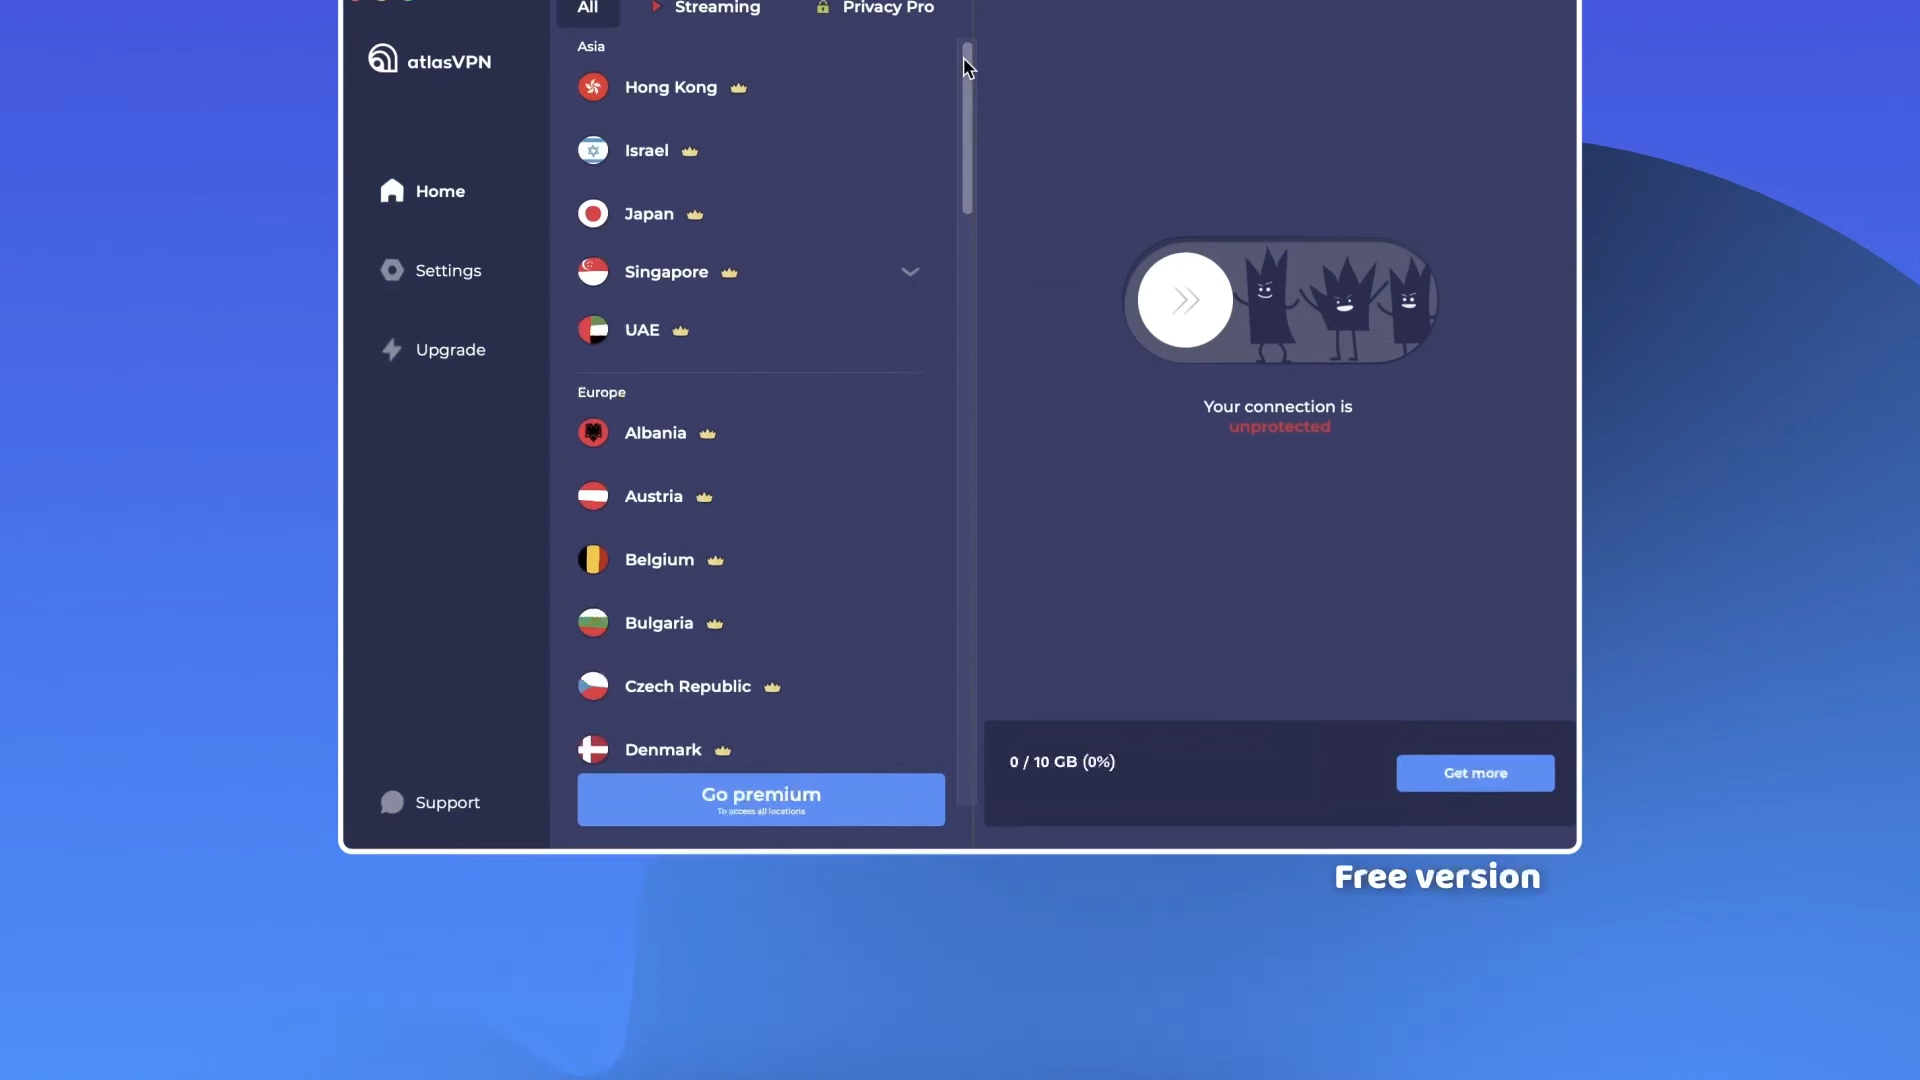 All
Streaming
Privacy Pro
atlasVPN
Home
Settings
Upgrade
Support
Asia
Hong Kong
Israel
Japan
Singapore
UAE
Europe
Albania
Austria
Belgium
Bulgaria
Czech Republic
Denmark
Go premium
To access all locations
Your connection is
unprotected
0 / 10 GB (0%)
Get more
Free version